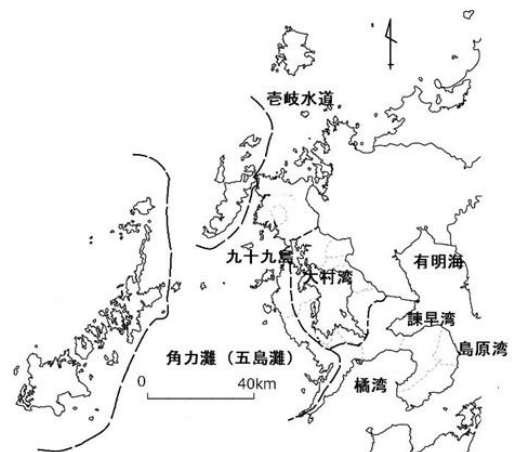 壱岐水道
九十九島
大村湾
有明海
諫早湾
島原湾
角力灘（五島灘）
橘湾
0 40km